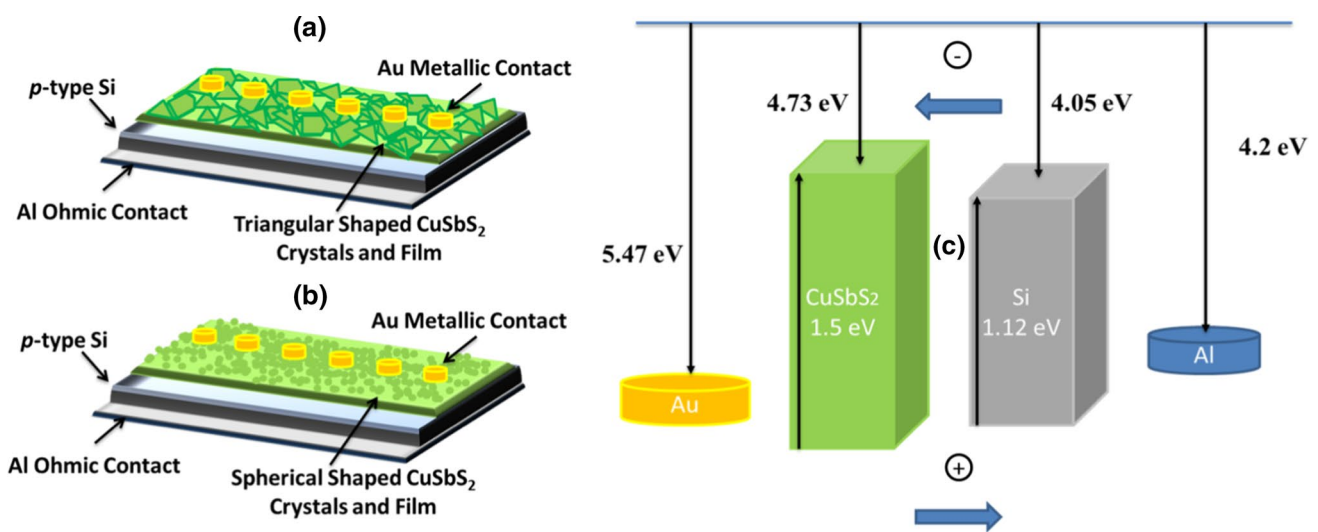 (a)
p-type Si
Au Metallic Contact
Al Ohmic Contact
Triangular Shaped CuSbS₂
Crystals and Film
(b)
p-type Si
Au Metallic Contact
Al Ohmic Contact
Spherical Shaped CuSbS₂
Crystals and Film
-
4.73 eV
4.05 eV
4.2 eV
5.47 eV
(c)
CuSbS2
1.5 eV
Si
1.12 eV
Al
Au
+